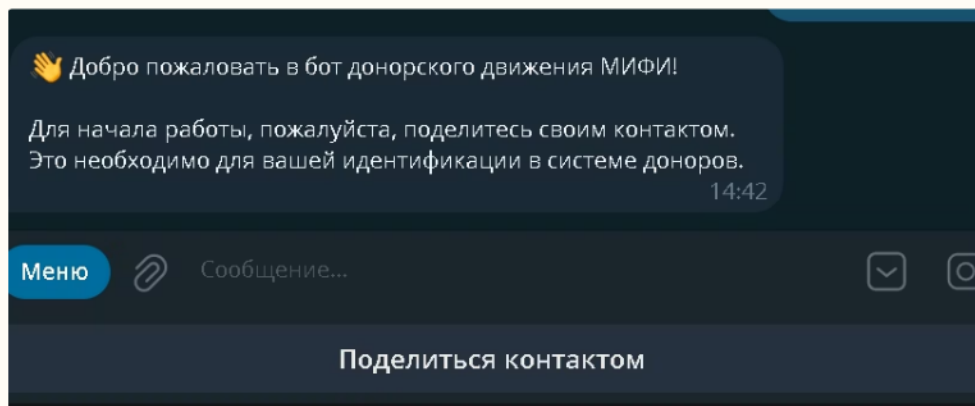 👋 Добро пожаловать в бот донорского движения МИФИ!
Для начала работы, пожалуйста, поделитесь своим контактом.
Это необходимо для вашей идентификации в системе доноров.
14:42
Меню
Сообщение...
Поделиться контактом